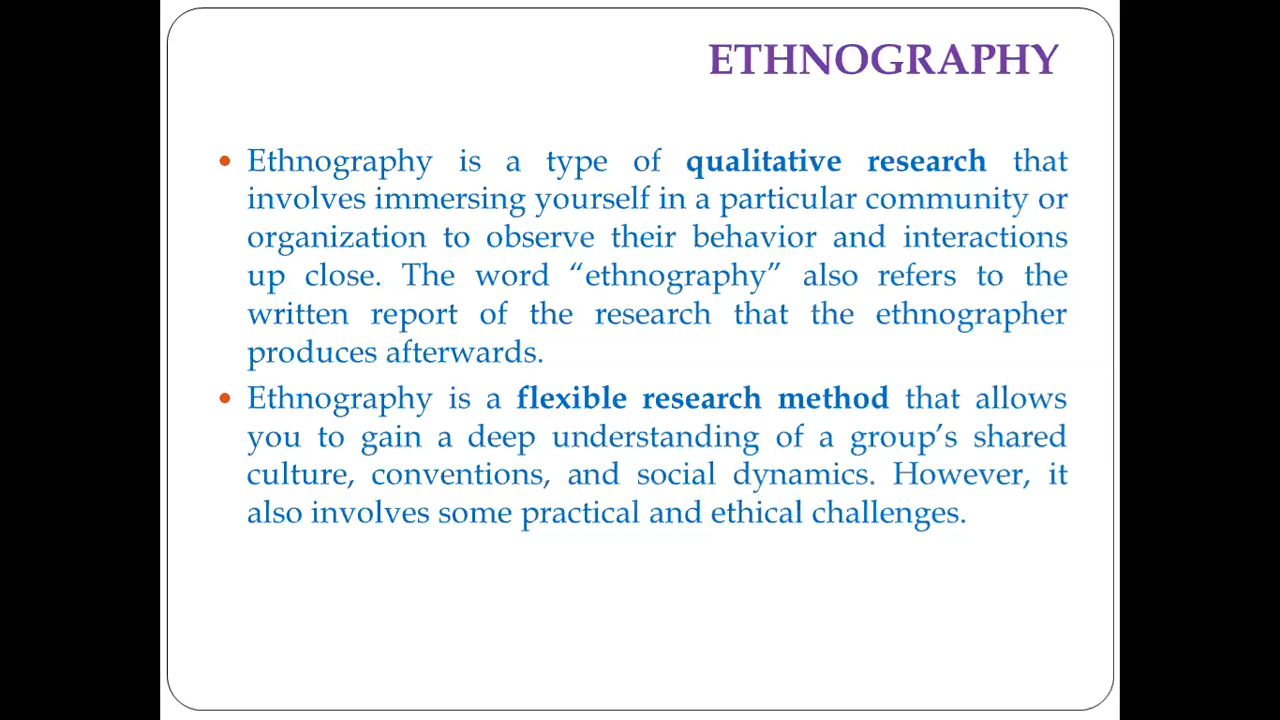 ETHNOGRAPHY
• Ethnography is a type of qualitative research that
involves immersing yourself in a particular community or
organization to observe their behavior and interactions
up close. The word “ethnography” also refers to the
written report of the research that the ethnographer
produces afterwards.
• Ethnography is a flexible research method that allows
you to gain a deep understanding of a group’s shared
culture, conventions, and social dynamics. However, it
also involves some practical and ethical challenges.